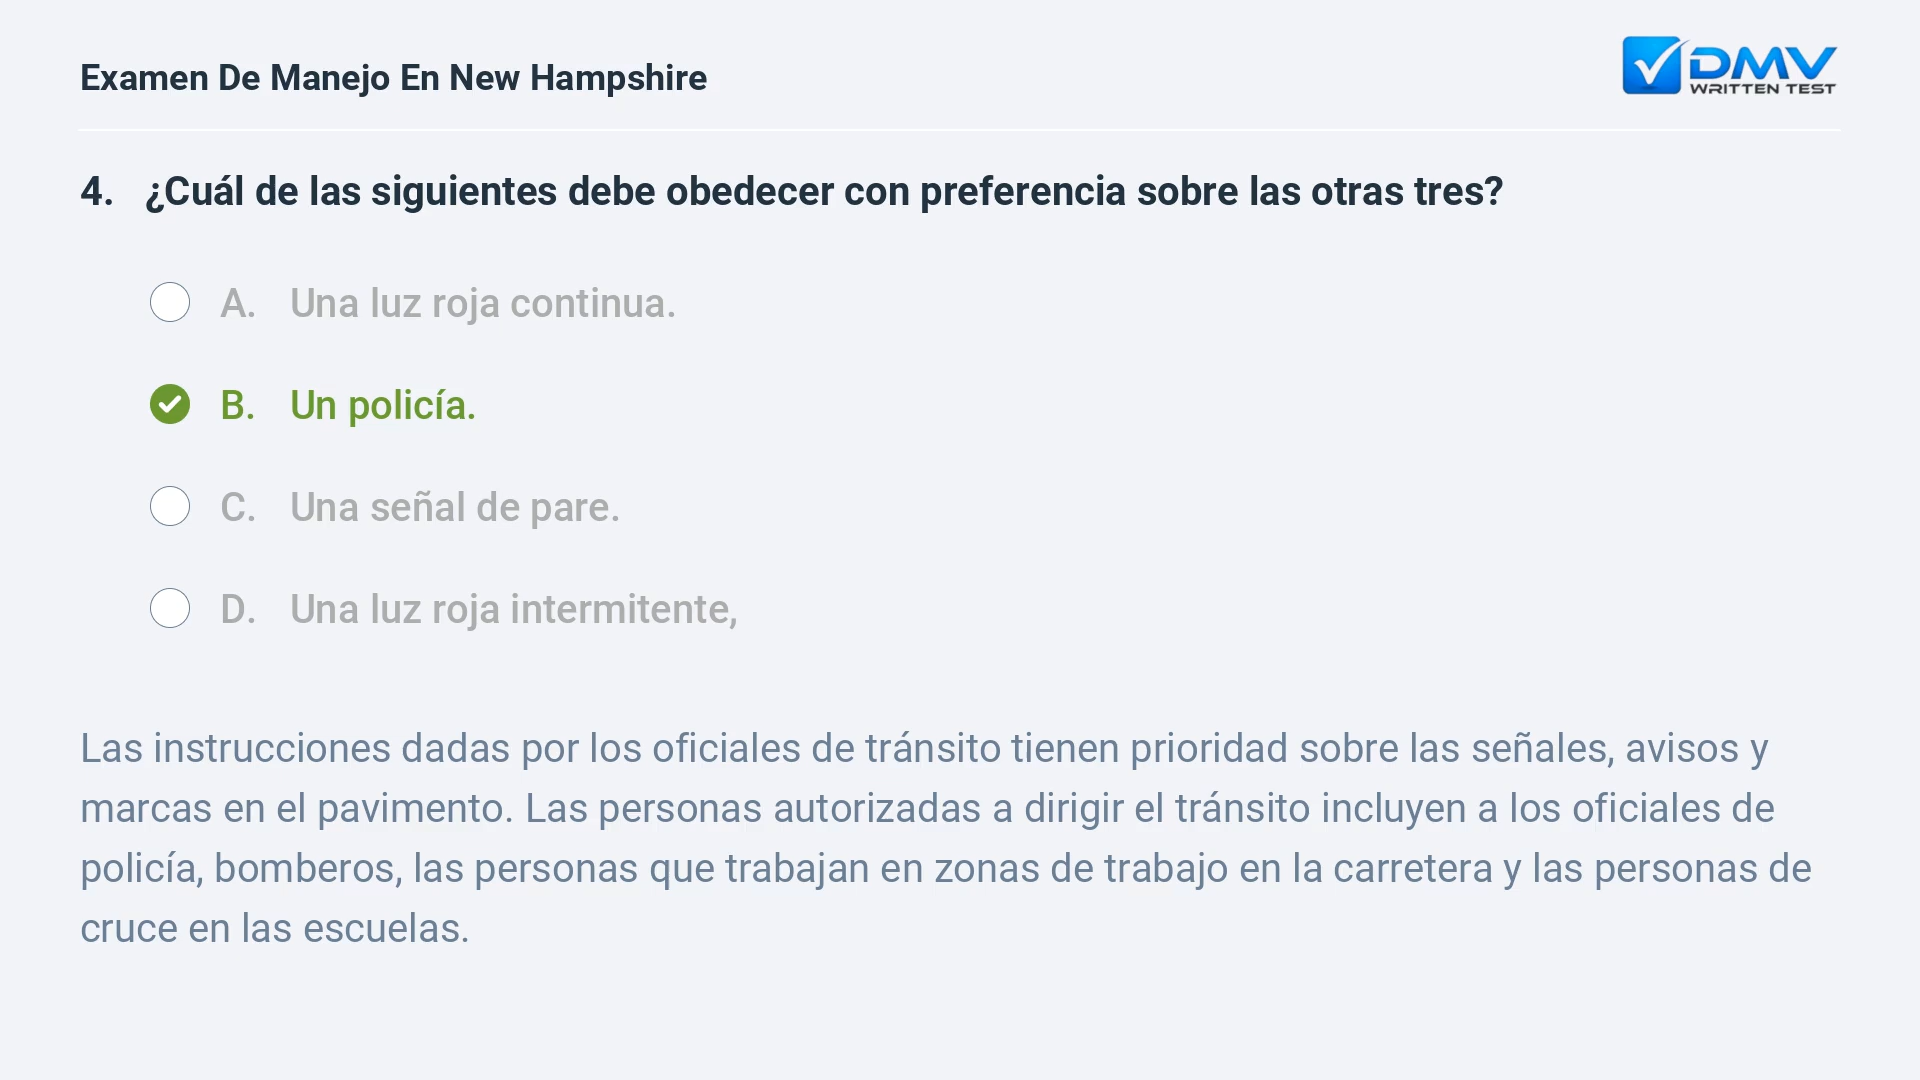 Examen De Manejo En New Hampshire
DMV
WRITTEN TEST
4. ¿Cuál de las siguientes debe obedecer con preferencia sobre las otras tres?
A. Una luz roja continua.
B. Un policía.
C. Una señal de pare.
D. Una luz roja intermitente,
Las instrucciones dadas por los oficiales de tránsito tienen prioridad sobre las señales, avisos y
marcas en el pavimento. Las personas autorizadas a dirigir el tránsito incluyen a los oficiales de
policía, bomberos, las personas que trabajan en zonas de trabajo en la carretera y las personas de
cruce en las escuelas.